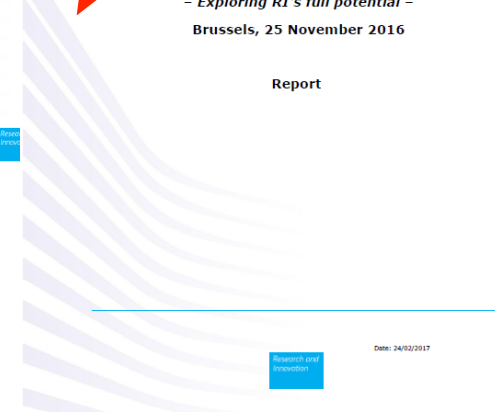 – Exploring RI's full potential –
Brussels, 25 November 2016
Report
Date: 24/02/2017
Research and
Innovation